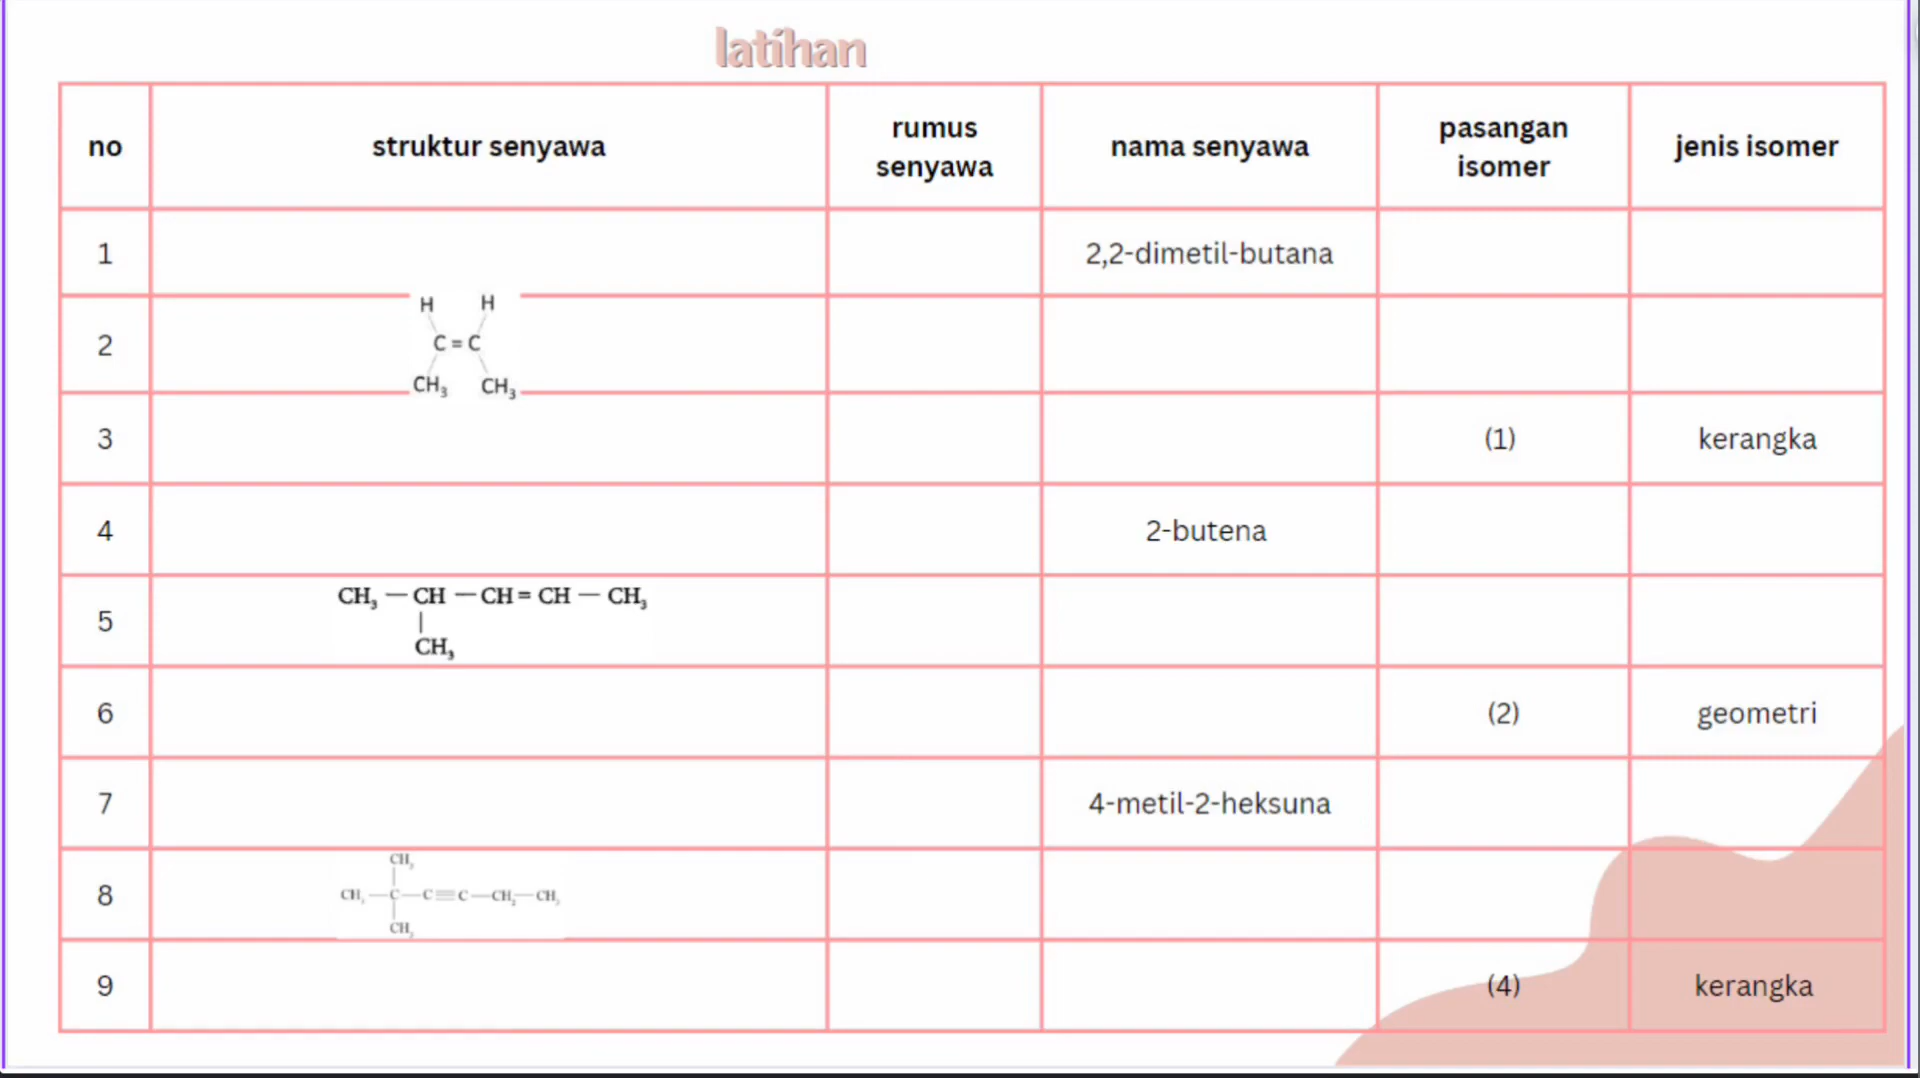 latihan
no
struktur senyawa
rumus
senyawa
nama senyawa
pasangan
isomer
jenis isomer
1
2,2-dimetil-butana
2
H H
C = C
CH₃ CH₃
3
(1)
kerangka
4
2-butena
5
CH₃ — CH — CH = CH — CH₃
|
CH₃
6
(2)
geometri
7
4-metil-2-heksuna
8
CH₃
|
CH₃—C—C≡C—CH₂—CH₃
|
CH₃
9
(4)
kerangka